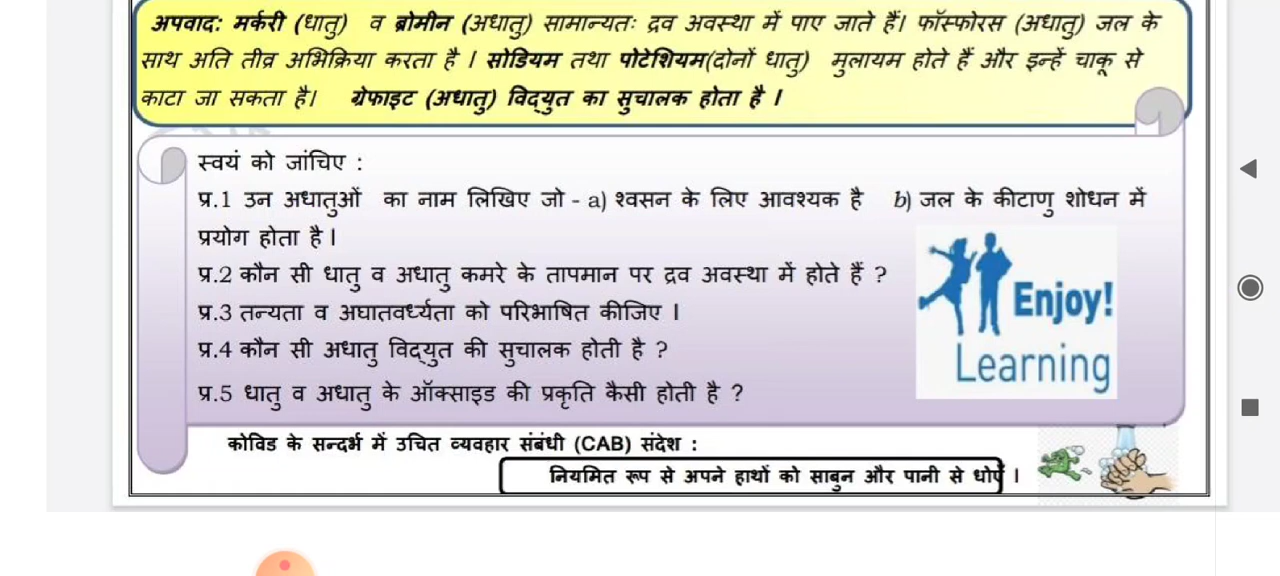 अपवाद: मर्करी (धातु) व ब्रोमीन (अधातु) सामान्यतः द्रव अवस्था में पाए जाते हैं। फॉस्फोरस (अधातु) जल के
साथ अति तीव्र अभिक्रिया करता है । सोडियम तथा पोटेशियम(दोनों धातु) मुलायम होते हैं और इन्हें चाकू से
काटा जा सकता है। ग्रेफाइट (अधातु) विद्युत का सुचालक होता है ।
स्वयं को जांचिए :
प्र.1 उन अधातुओं का नाम लिखिए जो - a) श्वसन के लिए आवश्यक है b) जल के कीटाणु शोधन में
प्रयोग होता है।
प्र.2 कौन सी धातु व अधातु कमरे के तापमान पर द्रव अवस्था में होते हैं ?
प्र.3 तन्यता व अघातवर्ध्यता को परिभाषित कीजिए ।
प्र.4 कौन सी अधातु विद्युत की सुचालक होती है ?
प्र.5 धातु व अधातु के ऑक्साइड की प्रकृति कैसी होती है ?
Enjoy!
Learning
कोविड के सन्दर्भ में उचित व्यवहार संबंधी (CAB) संदेश :
नियमित रूप से अपने हाथों को साबुन और पानी से धोएँ ।